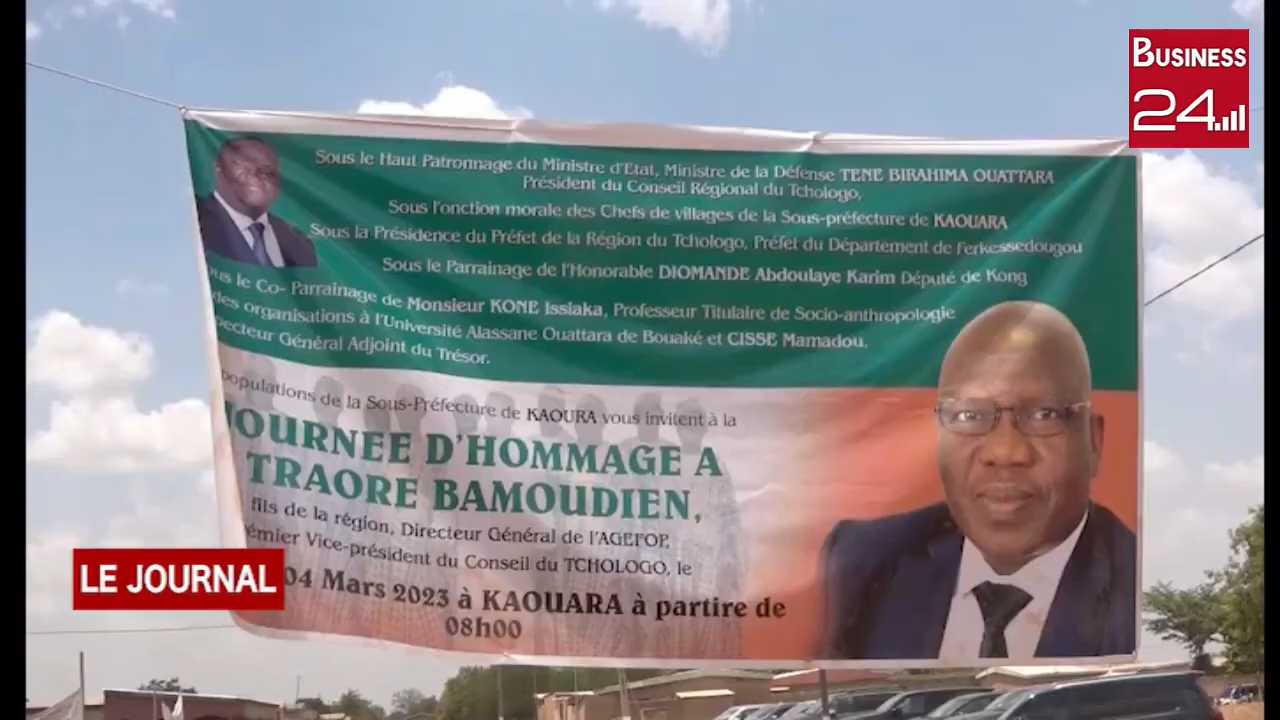 BUSINESS
24
Sous le Haut Patronnage du Ministre d'Etat, Ministre de la Défense TENE BIRAHIMA OUATTARA
Président du Conseil Régional du Tchologo,
Sous l'onction morale des Chefs de villages de la Sous-préfecture de KAOUARA
Sous la Présidence du Préfet de la Région du Tchologo, Préfet du Département de Ferkessedougou
Sous le Parrainage de l'Honorable DIOMANDE Abdoulaye Karim Député de Kong
ous le Co- Parrainage de Monsieur KONE Issiaka, Professeur Titulaire de Socio-anthropologie
des organisations à l'Université Alassane Ouattara de Bouaké et CISSE Mamadou.
pecteur Général Adjoint du Trésor.
populations de la Sous-Préfecture de KAOURA vous invitent à la
JOURNEE D'HOMMAGE A
TRAORE BAMOUDIEN,
fils de la région, Directeur Général de l'AGEFOP,
emier Vice-président du Conseil du TCHOLOGO, le
04 Mars 2023 à KAOUARA à partire de
08h00
LE JOURNAL